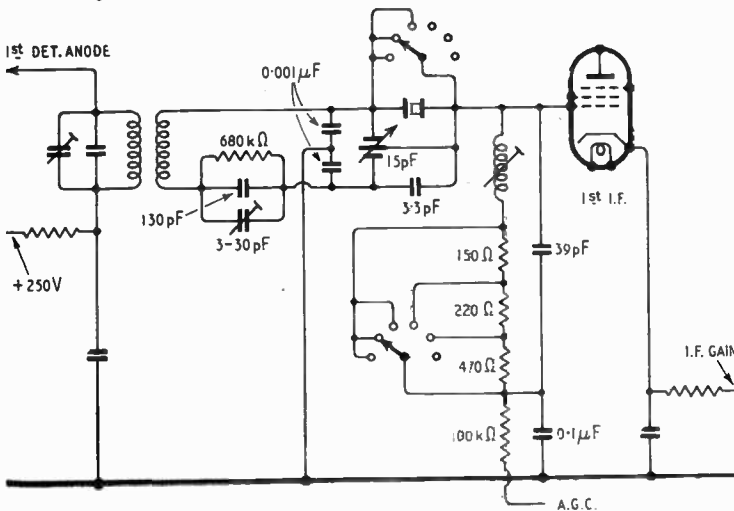 1st DET. ANODE
0·001μF
680kΩ
15pF
130pF
3·3pF
3-30pF
1st I.F.
+250V
150Ω
39pF
220Ω
470Ω
I.F. GAIN
100kΩ
0·1μF
A.G.C.